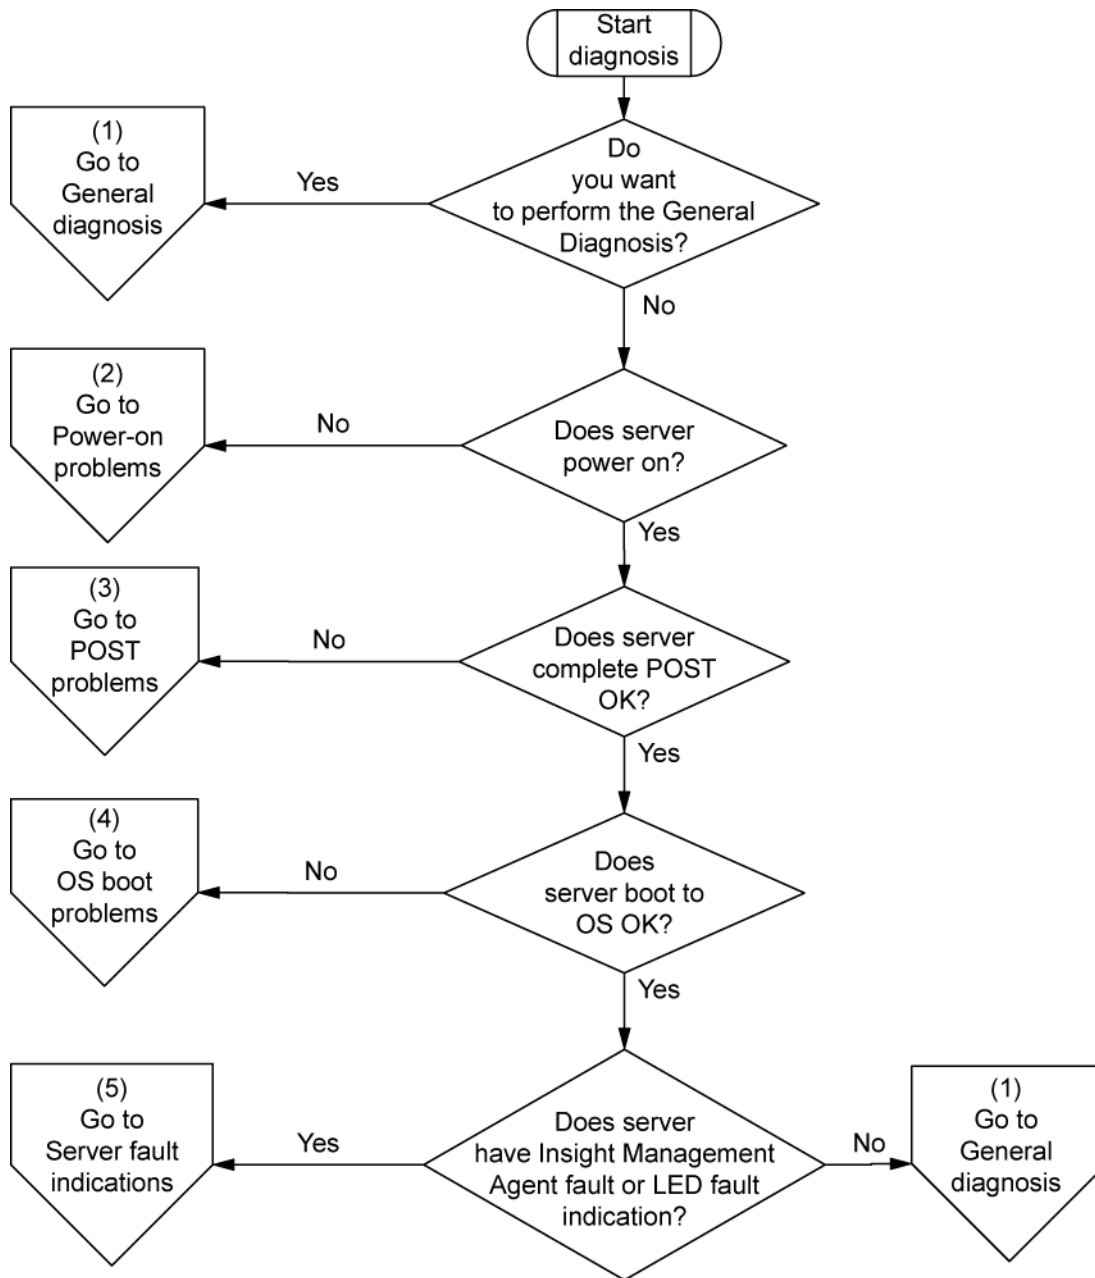 Start
diagnosis
Do
you want
to perform the General
Diagnosis?
Yes
(1)
Go to
General
diagnosis
No
Does server
power on?
No
(2)
Go to
Power-on
problems
Yes
Does server
complete POST
OK?
No
(3)
Go to
POST
problems
Yes
Does
server boot to
OS OK?
No
(4)
Go to
OS boot
problems
Yes
Does server
have Insight Management
Agent fault or LED fault
indication?
Yes
(5)
Go to
Server fault
indications
No
(1)
Go to
General
diagnosis